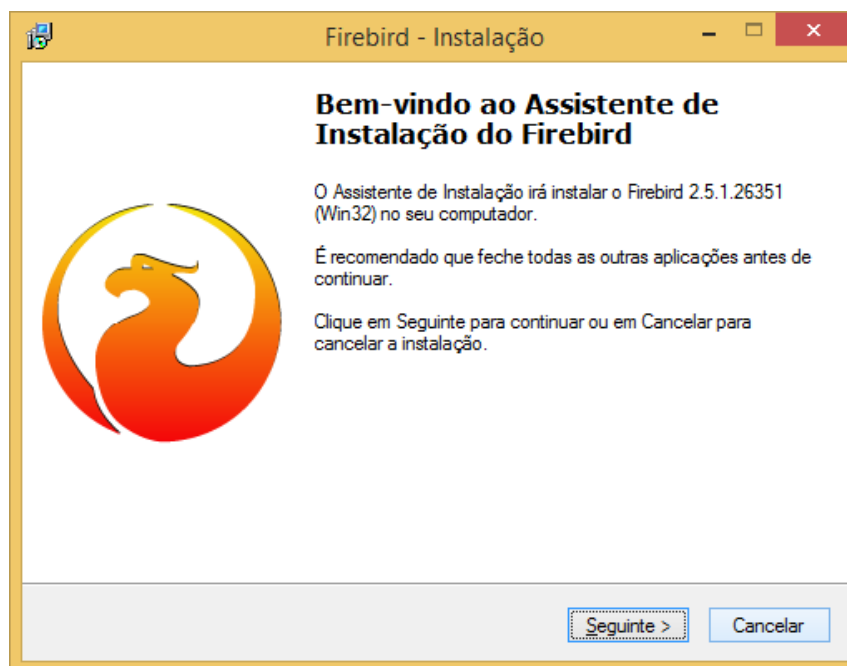 Firebird - Instalação
Bem-vindo ao Assistente de
Instalação do Firebird
O Assistente de Instalação irá instalar o Firebird 2.5.1.26351
(Win32) no seu computador.
É recomendado que feche todas as outras aplicações antes de
continuar.
Clique em Seguinte para continuar ou em Cancelar para
cancelar a instalação.
Seguinte >
Cancelar